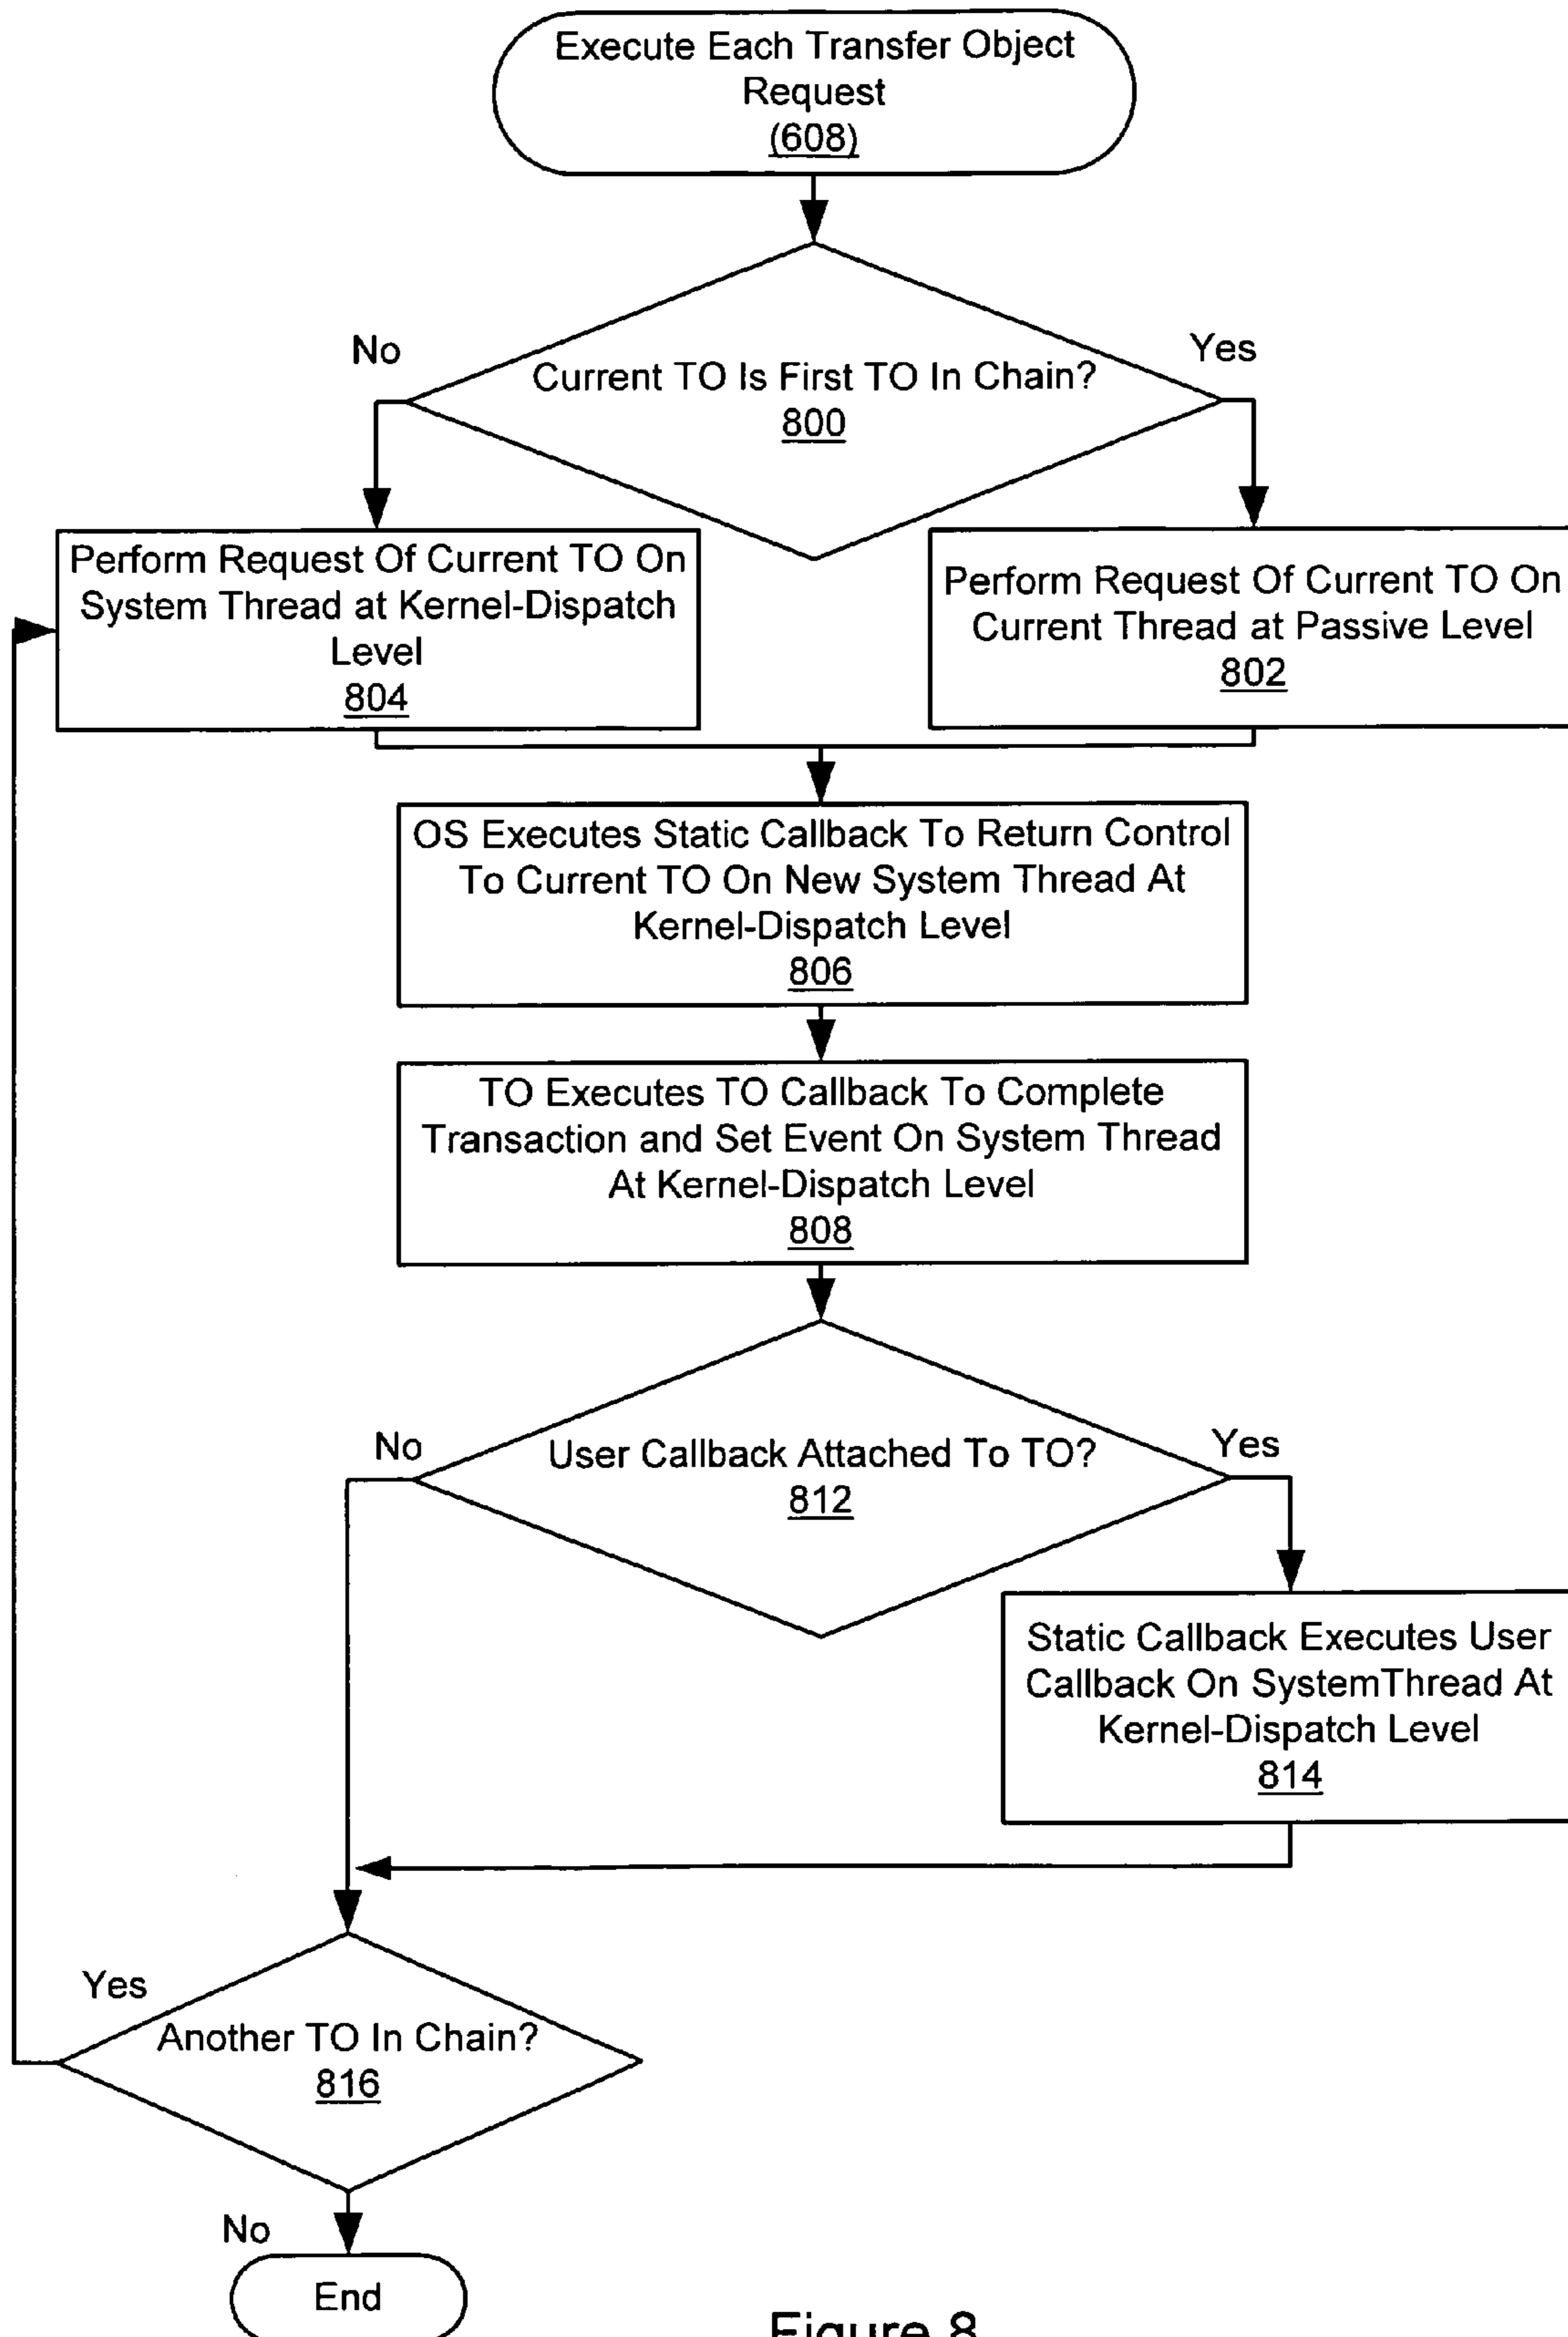 Execute Each Transfer Object
Request
(608)
No
Yes
Current TO Is First TO In Chain?
800
Perform Request Of Current TO On
System Thread at Kernel-Dispatch
Level
804
Perform Request Of Current TO On
Current Thread at Passive Level
802
OS Executes Static Callback To Return Control
To Current TO On New System Thread At
Kernel-Dispatch Level
806
TO Executes TO Callback To Complete
Transaction and Set Event On System Thread
At Kernel-Dispatch Level
808
No
Yes
User Callback Attached To TO?
812
Static Callback Executes User
Callback On SystemThread At
Kernel-Dispatch Level
814
Yes
Another TO In Chain?
816
No
End
Figure 8